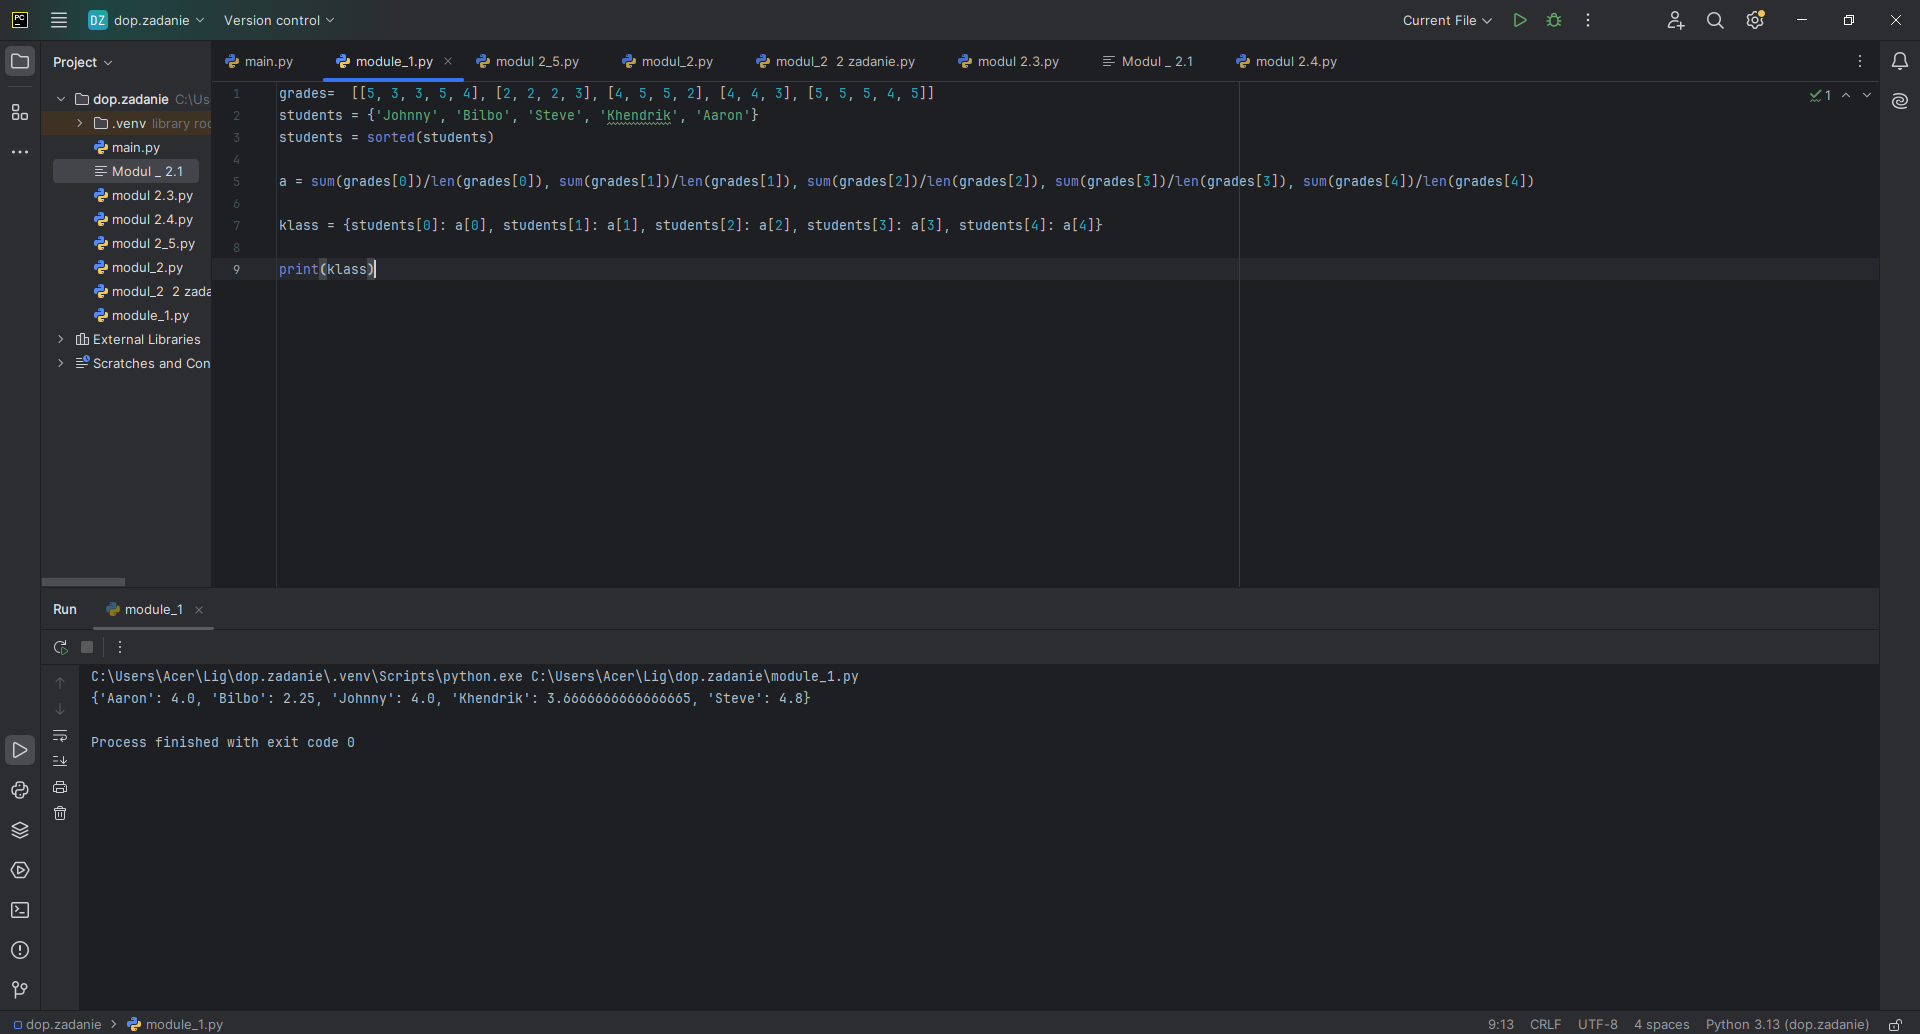 PC DZ dop.zadanie Version control Current File
Project main.py module_1.py modul 2_5.py modul_2.py modul_2  2 zadanie.py modul 2.3.py Modul _ 2.1 modul 2.4.py
dop.zadanie C:\Us
.venv library roo
main.py
Modul _ 2.1
modul 2.3.py
modul 2.4.py
modul 2_5.py
modul_2.py
modul_2  2 zada
module_1.py
External Libraries
Scratches and Con
1 grades=  [[5, 3, 3, 5, 4], [2, 2, 2, 3], [4, 5, 5, 2], [4, 4, 3], [5, 5, 5, 4, 5]] 1
2 students = {'Johnny', 'Bilbo', 'Steve', 'Khendrik', 'Aaron'}
3 students = sorted(students)
4
5 a = sum(grades[0])/len(grades[0]), sum(grades[1])/len(grades[1]), sum(grades[2])/len(grades[2]), sum(grades[3])/len(grades[3]), sum(grades[4])/len(grades[4])
6
7 klass = {students[0]: a[0], students[1]: a[1], students[2]: a[2], students[3]: a[3], students[4]: a[4]}
8
9 print(klass)
Run module_1
C:\Users\Acer\Lig\dop.zadanie\.venv\Scripts\python.exe C:\Users\Acer\Lig\dop.zadanie\module_1.py
{'Aaron': 4.0, 'Bilbo': 2.25, 'Johnny': 4.0, 'Khendrik': 3.6666666666666665, 'Steve': 4.8}
Process finished with exit code 0
dop.zadanie module_1.py 9:13 CRLF UTF-8 4 spaces Python 3.13 (dop.zadanie)